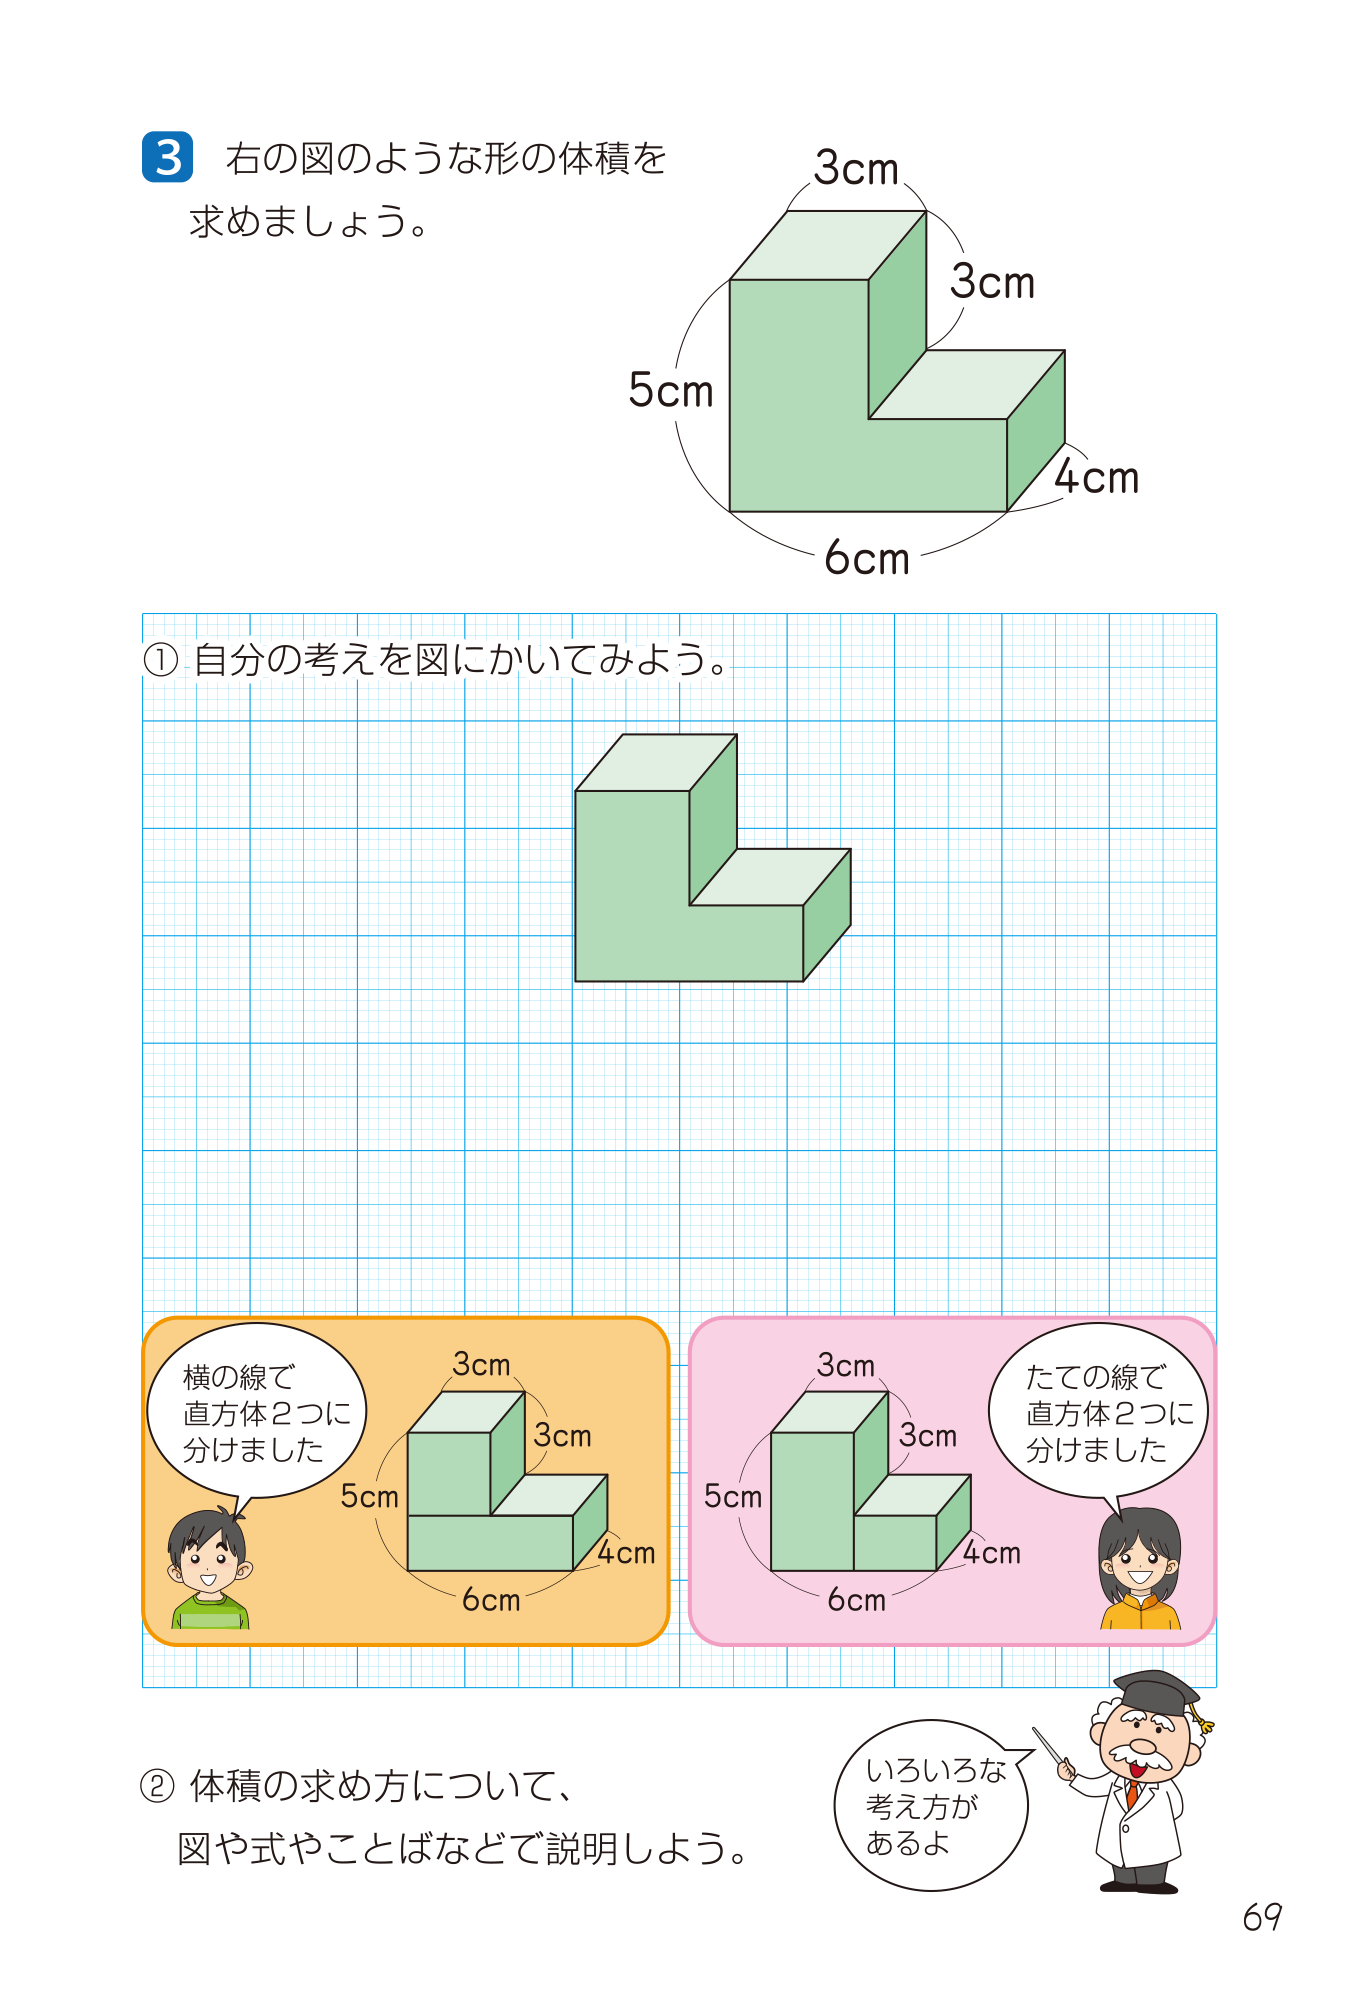 3 右の図のような形の体積を
求めましょう。
3cm
3cm
5cm
4cm
6cm
① 自分の考えを図にかいてみよう。
横の線で
直方体2つに
分けました
3cm
3cm
5cm
4cm
6cm
3cm
3cm
5cm
4cm
6cm
たての線で
直方体2つに
分けました
② 体積の求め方について、
図や式やことばなどで説明しよう。
いろいろな
考え方が
あるよ
69